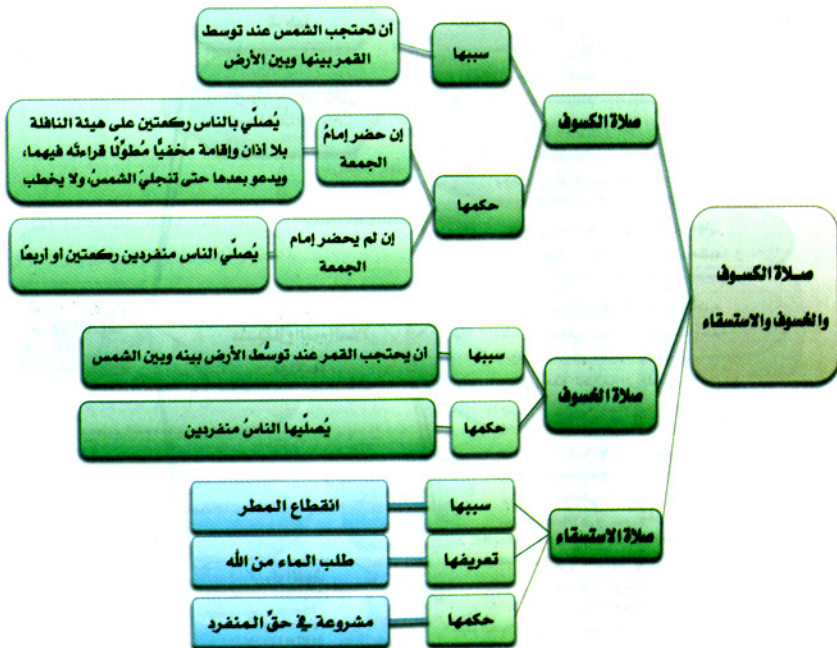 صلاة الكسوف
والخسوف والاستسقاء
صلاة الكسوف
سببها
أن تحتجب الشمس عند توسط
القمر بينها وبين الأرض
حكمها
إن حضر إمامُ
الجمعة
يُصلّي بالناس ركعتين على هيئة النافلة
بلا أذان وإقامة مخفيًّا مُطوِّلًا قراءتَه فيهما،
ويدعو بعدها حتى تنجليَ الشمسُ، ولا يخطب
إن لم يحضر إمام
الجمعة
يُصلّي الناس منفردين ركعتين أو أربعًا
صلاة الخسوف
سببها
أن يحتجب القمر عند توسُّط الأرض بينه وبين الشمس
حكمها
يُصلّيها الناسُ منفردين
صلاة الاستسقاء
سببها
انقطاع المطر
تعريفها
طلب الماء من الله
حكمها
مشروعة في حقِّ المنفرد